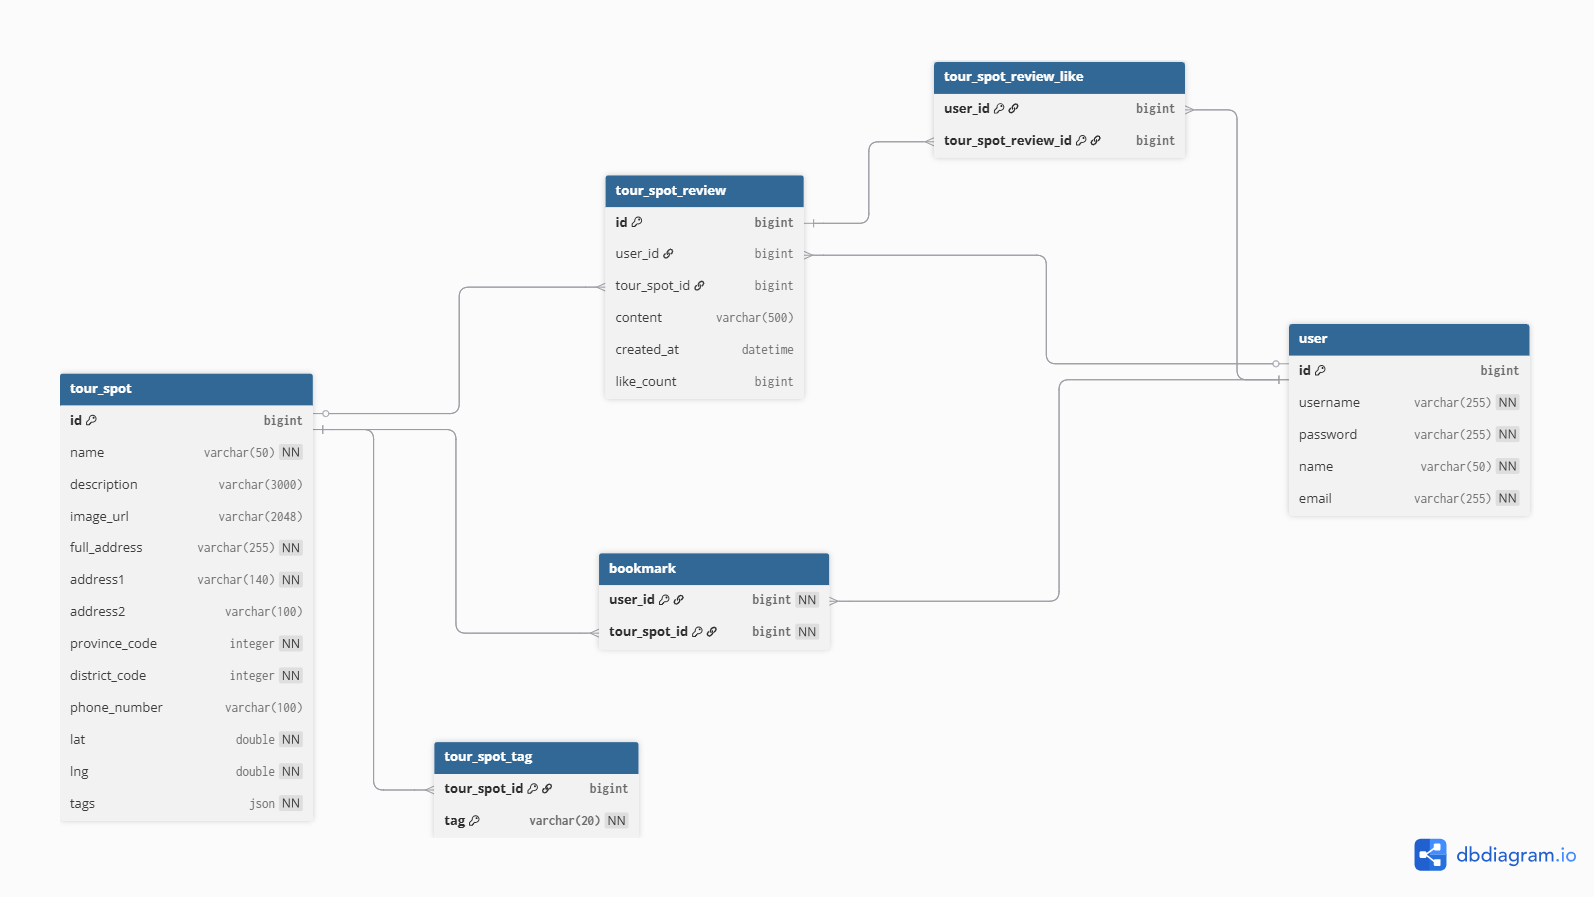 tour_spot_review_like
user_id bigint
tour_spot_review_id bigint
tour_spot_review
id bigint
user_id bigint
tour_spot_id bigint
content varchar(500)
created_at datetime
like_count bigint
user
id bigint
username varchar(255) NN
password varchar(255) NN
name varchar(50) NN
email varchar(255) NN
tour_spot
id bigint
name varchar(50) NN
description varchar(3000)
image_url varchar(2048)
full_address varchar(255) NN
address1 varchar(140) NN
address2 varchar(100)
province_code integer NN
district_code integer NN
phone_number varchar(100)
lat double NN
lng double NN
tags json NN
bookmark
user_id bigint NN
tour_spot_id bigint NN
tour_spot_tag
tour_spot_id bigint
tag varchar(20) NN
dbdiagram.io